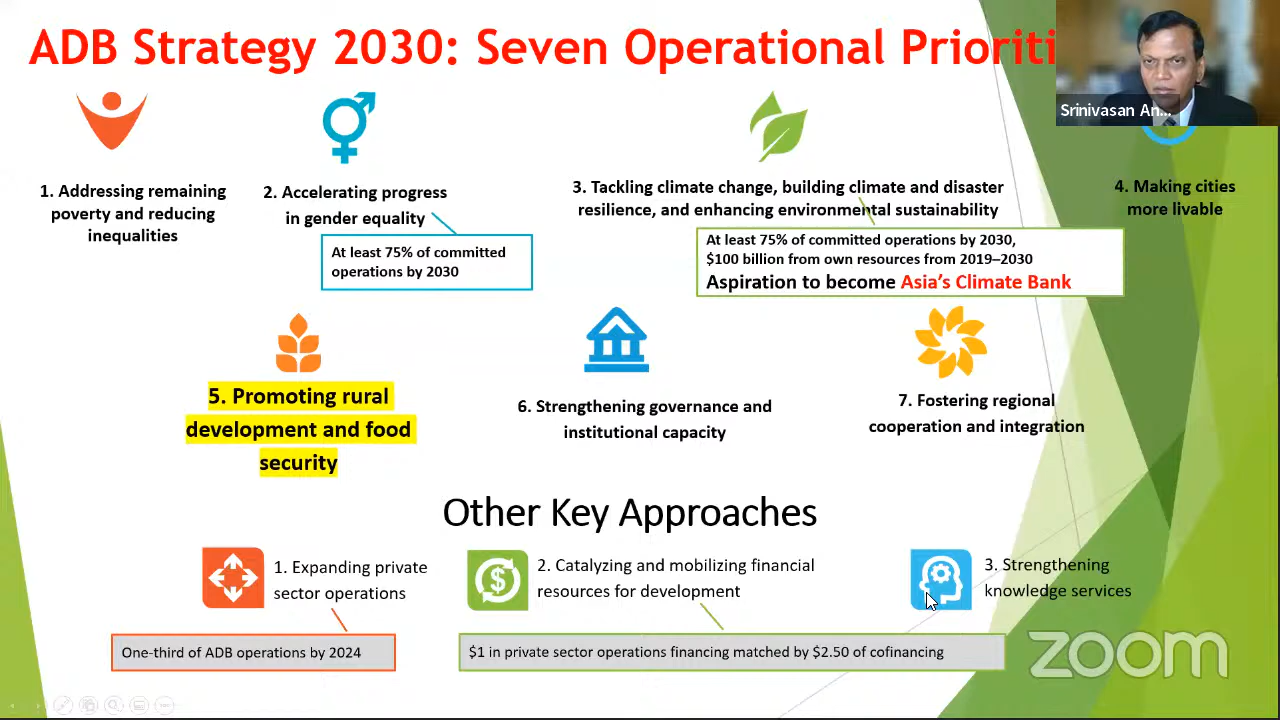 ADB Strategy 2030: Seven Operational Prioriti
Srinivasan An...
1. Addressing remaining
poverty and reducing
inequalities
2. Accelerating progress
in gender equality
At least 75% of committed
operations by 2030
3. Tackling climate change, building climate and disaster
resilience, and enhancing environmental sustainability
At least 75% of committed operations by 2030,
$100 billion from own resources from 2019–2030
Aspiration to become Asia's Climate Bank
4. Making cities
more livable
5. Promoting rural
development and food
security
6. Strengthening governance and
institutional capacity
7. Fostering regional
cooperation and integration
Other Key Approaches
1. Expanding private
sector operations
One-third of ADB operations by 2024
2. Catalyzing and mobilizing financial
resources for development
$1 in private sector operations financing matched by $2.50 of cofinancing
3. Strengthening
knowledge services
zoom